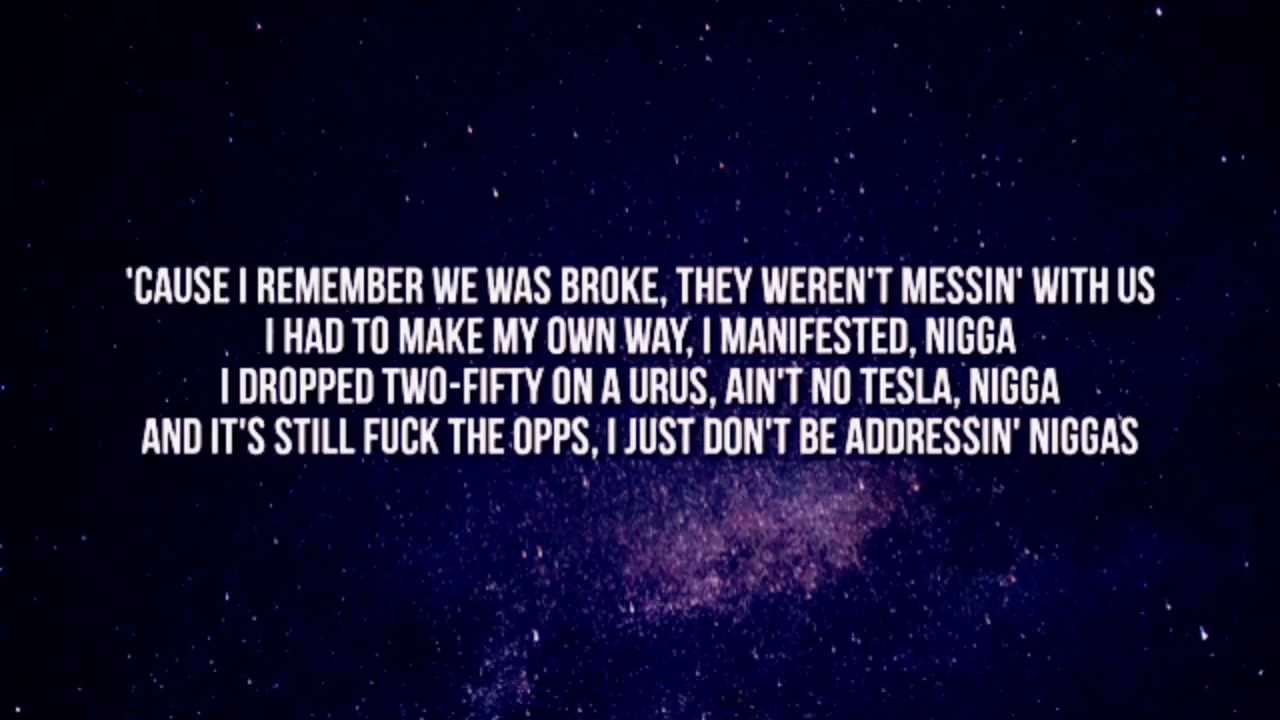 'CAUSE I REMEMBER WE WAS BROKE, THEY WEREN'T MESSIN' WITH US
I HAD TO MAKE MY OWN WAY, I MANIFESTED, NIGGA
I DROPPED TWO-FIFTY ON A URUS, AIN'T NO TESLA, NIGGA
AND IT'S STILL FUCK THE OPPS, I JUST DON'T BE ADDRESSIN' NIGGAS